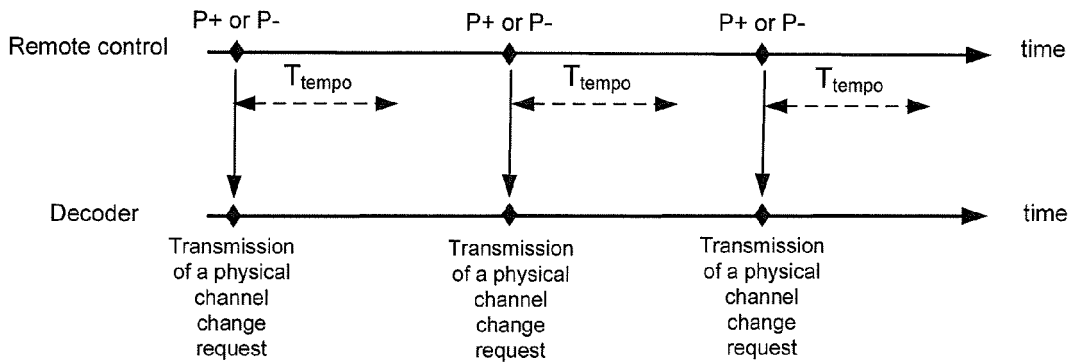 P+ or P-
P+ or P-
P+ or P-
Remote control
time
Ttempo
Ttempo
Ttempo
Decoder
time
Transmission
of a physical
channel
change
request
Transmission
of a physical
channel
change
request
Transmission
of a physical
channel
change
request